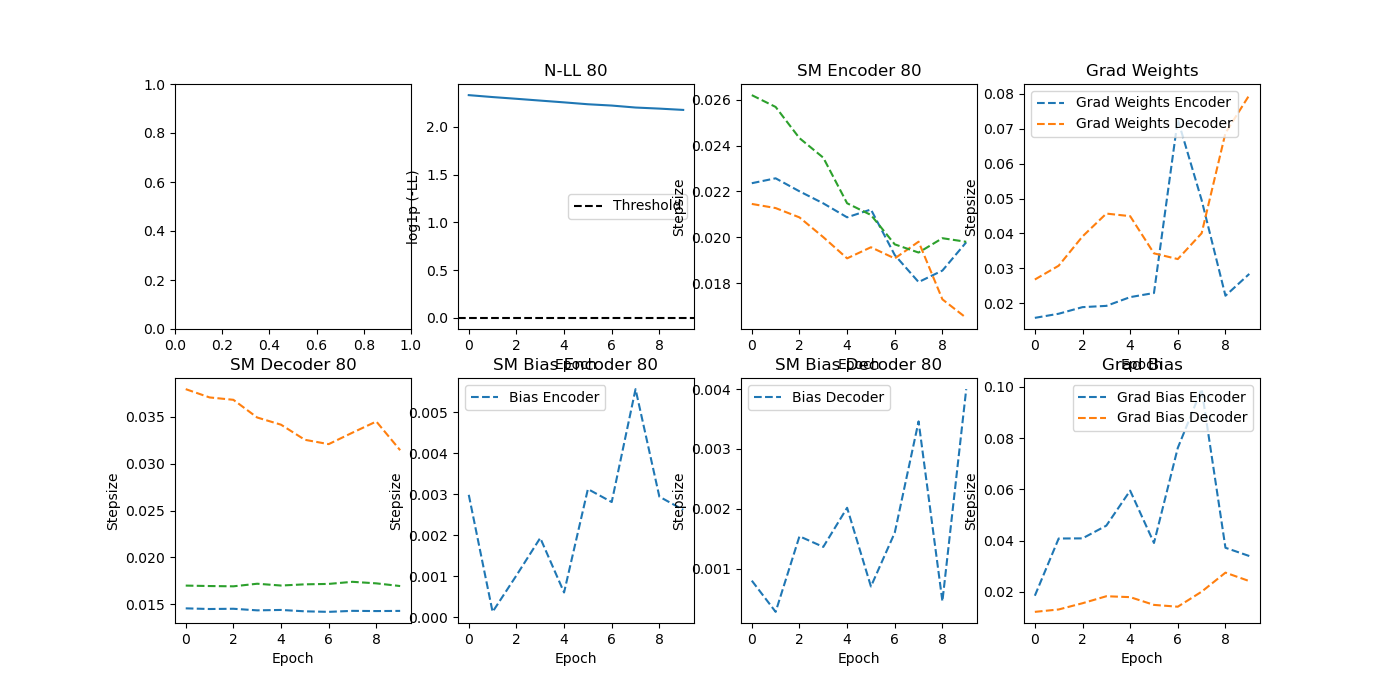 1.0
0.8
0.6
0.4
0.2
0.0
0.0 0.2 0.4 0.6 0.8 1.0
N-LL 80
log1p (-LL)
2.0
0.5
0.0
Threshold
0 2 4 6 8
Epoch
SM Encoder 80
Stepsize
0.026
0.024
0.022
0.020
0.018
0 2 4 6 8
Epoch
Grad Weights
Stepsize
0.08
0.07
0.06
0.05
0.04
0.03
0.02
Grad Weights Encoder
Grad Weights Decoder
0 2 4 6 8
Epoch
SM Decoder 80
Stepsize
0.035
0.030
0.025
0.020
0.015
0 2 4 6 8
Epoch
SM Bias Encoder 80
Stepsize
0.005
0.004
0.003
0.002
0.001
0.000
Bias Encoder
0 2 4 6 8
Epoch
SM Bias Decoder 80
Stepsize
0.004
0.003
0.002
0.001
Bias Decoder
0 2 4 6 8
Epoch
Grad Bias
Stepsize
0.10
0.08
0.06
0.04
0.02
Grad Bias Encoder
Grad Bias Decoder
0 2 4 6 8
Epoch